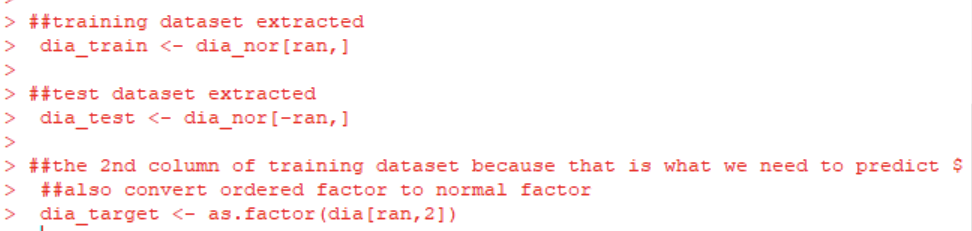 >
> ##training dataset extracted
>  dia_train <- dia_nor[ran,]
>
> ##test dataset extracted
>  dia_test <- dia_nor[-ran,]
>
> ##the 2nd column of training dataset because that is what we need to predict $
>  ##also convert ordered factor to normal factor
>  dia_target <- as.factor(dia[ran,2])